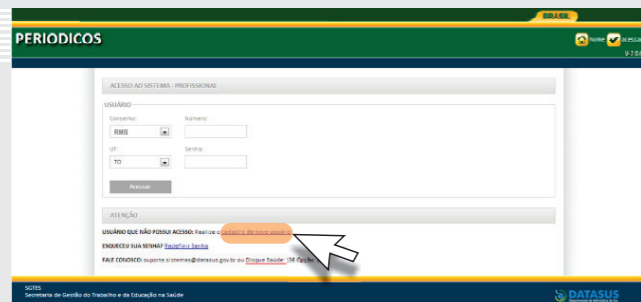 BRASIL
PERIODICOS
home
ACESSO AO SISTEMA - PROFISSIONAL
USUÁRIO
Conselho: Número:
RMS
UF: Senha:
TO
Acessar
ATENÇÃO
USUÁRIO QUE NÃO POSSUI ACESSO: Realize o cadastro de novo usuário
ESQUECEU SUA SENHA? Redefinir Senha
FALE CONOSCO: suporte.sistemas@datasus.gov.br ou Disque Saúde: 136 Opção
SGTES
Secretaria de Gestão do Trabalho e da Educação na Saúde
DATASUS